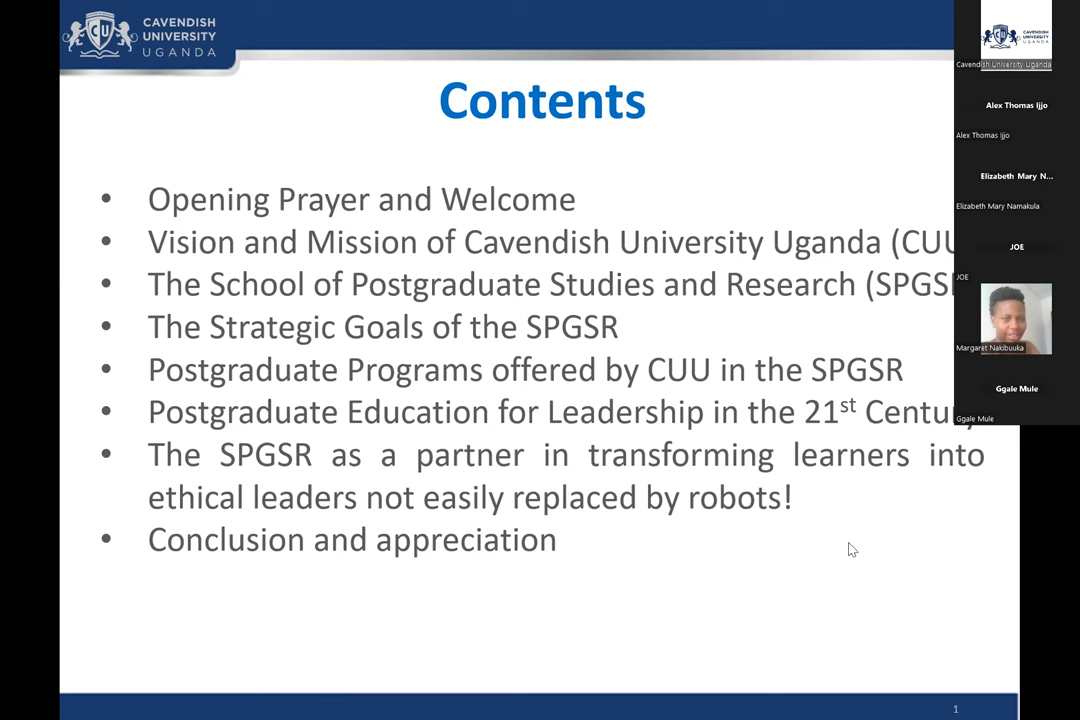 CAVENDISH
UNIVERSITY
UGANDA
Contents
• Opening Prayer and Welcome
• Vision and Mission of Cavendish University Uganda (CUU
• The School of Postgraduate Studies and Research (SPGS
• The Strategic Goals of the SPGSR
• Postgraduate Programs offered by CUU in the SPGSR
• Postgraduate Education for Leadership in the 21st Century
• The SPGSR as a partner in transforming learners into
ethical leaders not easily replaced by robots!
• Conclusion and appreciation
1
CAVENDISH
UNIVERSITY
UGANDA
Cavendish University Uganda
Alex Thomas Ijjo
Alex Thomas Ijjo
Elizabeth Mary N...
Elizabeth Mary Namakula
JOE
JOE
Margaret Nakibuuka
Ggale Mule
Ggale Mule